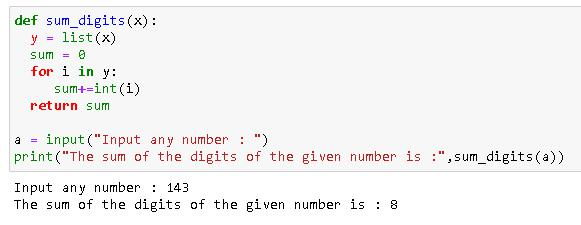 def sum_digits(x):
  y = list(x)
  sum = 0
  for i in y:
     sum+=int(i)
  return sum
a = input("Input any number : ")
print("The sum of the digits of the given number is :",sum_digits(a))
Input any number : 143
The sum of the digits of the given number is : 8